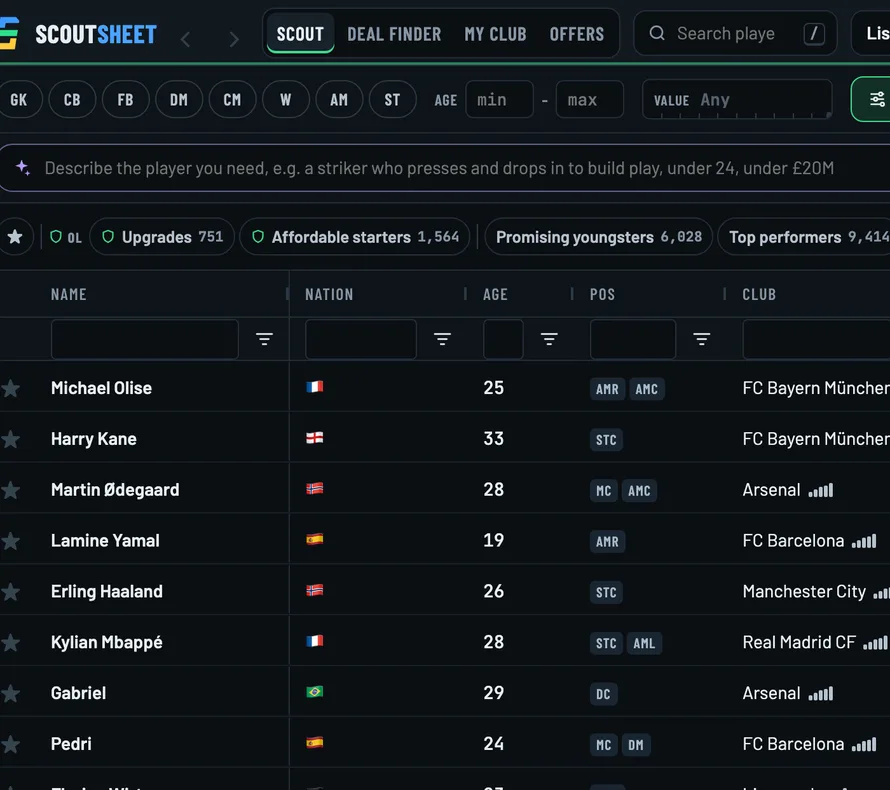 SCOUTSHEET SCOUT DEAL FINDER MY CLUB OFFERS Search playe / Lis
GK CB FB DM CM W AM ST AGE min - max VALUE Any
Describe the player you need, e.g. a striker who presses and drops in to build play, under 24, under £20M
OL Upgrades 751 Affordable starters 1,564 Promising youngsters 6,028 Top performers 9,414
NAME NATION AGE POS CLUB
Michael Olise 25 AMR AMC FC Bayern München
Harry Kane 33 STC FC Bayern München
Martin Ødegaard 28 MC AMC Arsenal
Lamine Yamal 19 AMR FC Barcelona
Erling Haaland 26 STC Manchester City
Kylian Mbappé 28 STC AML Real Madrid CF
Gabriel 29 DC Arsenal
Pedri 24 MC DM FC Barcelona